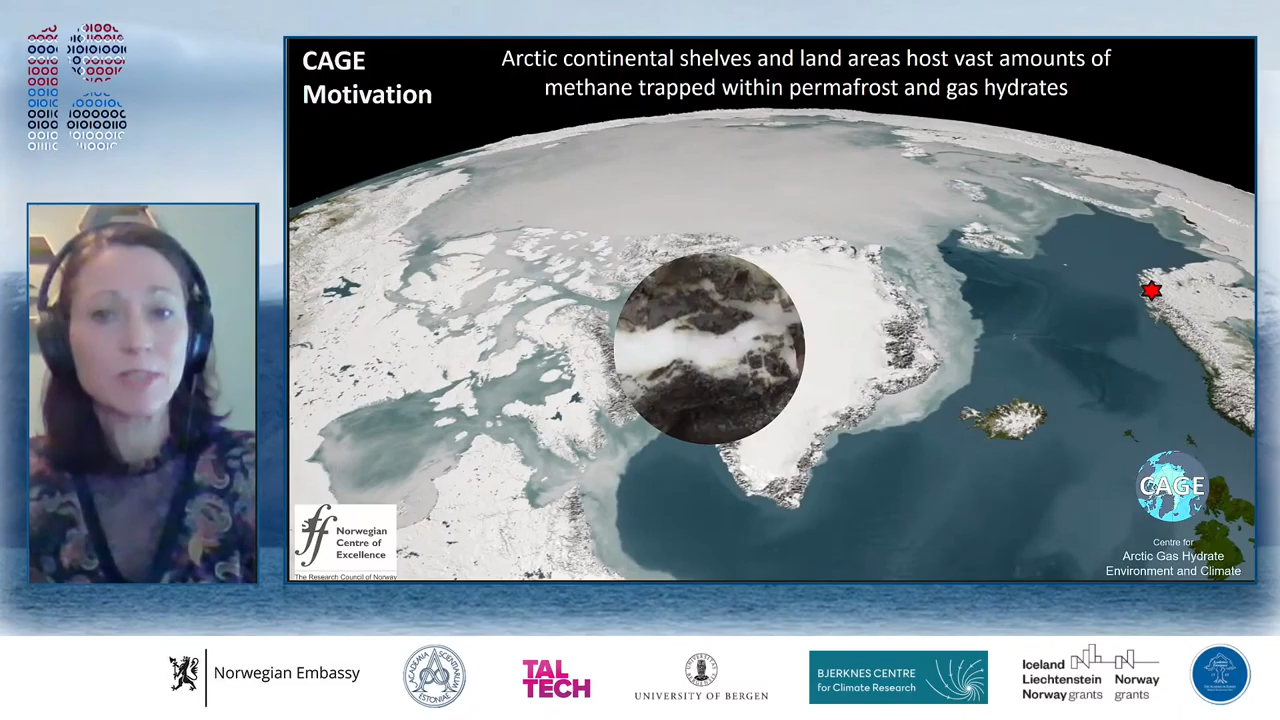 CAGE
Motivation
Arctic continental shelves and land areas host vast amounts of
methane trapped within permafrost and gas hydrates
ff
Norwegian
Centre of
Excellence
The Research Council of Norway
CAGE
Centre for
Arctic Gas Hydrate
Environment and Climate
Norwegian Embassy
TAL
TECH
UNIVERSITY OF BERGEN
BJERKNES CENTRE
for Climate Research
Iceland
Liechtenstein
Norway grants
Norway
grants